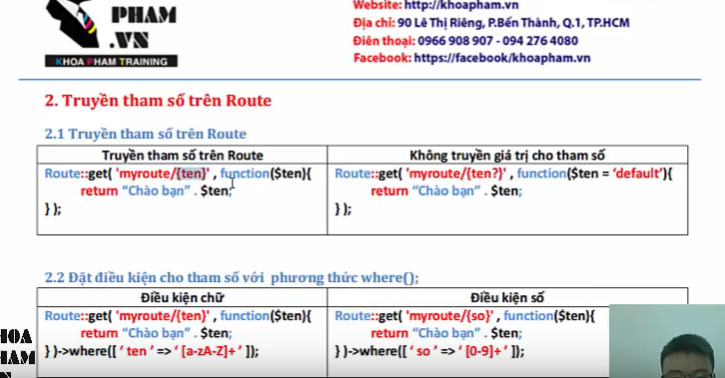 PHAM
.VN
KHOA PHAM TRAINING
Website: http://khoapham.vn
Địa chỉ: 90 Lê Thị Riêng, P.Bến Thành, Q.1, TP.HCM
Điện thoại: 0966 908 907 - 094 276 4080
Facebook: https://facebook/khoapham.vn
2. Truyền tham số trên Route
2.1 Truyền tham số trên Route
Truyền tham số trên Route
Route::get( 'myroute/{ten}' , function($ten){
return “Chào bạn” . $ten;
} );
Không truyền giá trị cho tham số
Route::get( 'myroute/{ten?}' , function($ten = ‘default’){
return “Chào bạn” . $ten;
} );
2.2 Đặt điều kiện cho tham số với phương thức where();
Điều kiện chữ
Route::get( 'myroute/{ten}' , function($ten){
return “Chào bạn” . $ten;
} )->where([ ‘ ten ’ => ‘ [a-zA-Z]+ ’ ]);
Điều kiện số
Route::get( 'myroute/{so}' , function($ten){
return “Chào bạn” . $ten;
} )->where([ ‘ so ’ => ‘ [0-9]+ ’ ]);